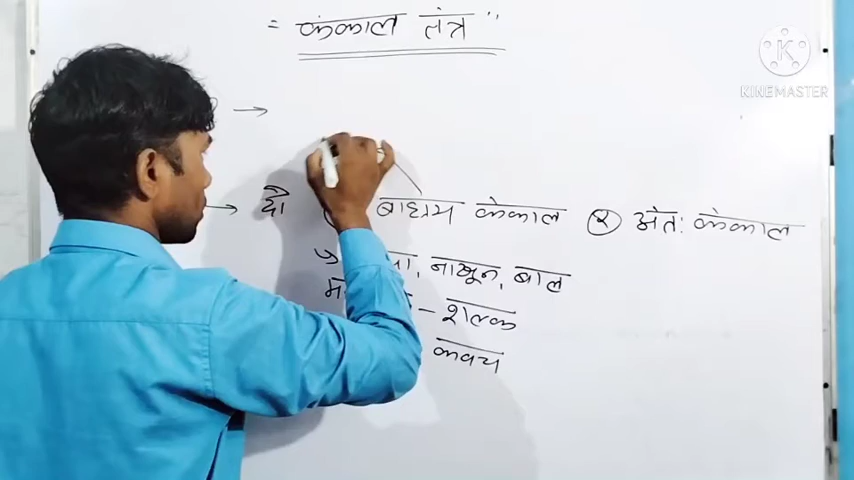 = कंकाल तंत्र "
K
KINEMASTER
→
→ दो बाह्य कंकाल २ अंतः कंकाल
↳ , नाखून, बाल
– शल्क
कवच